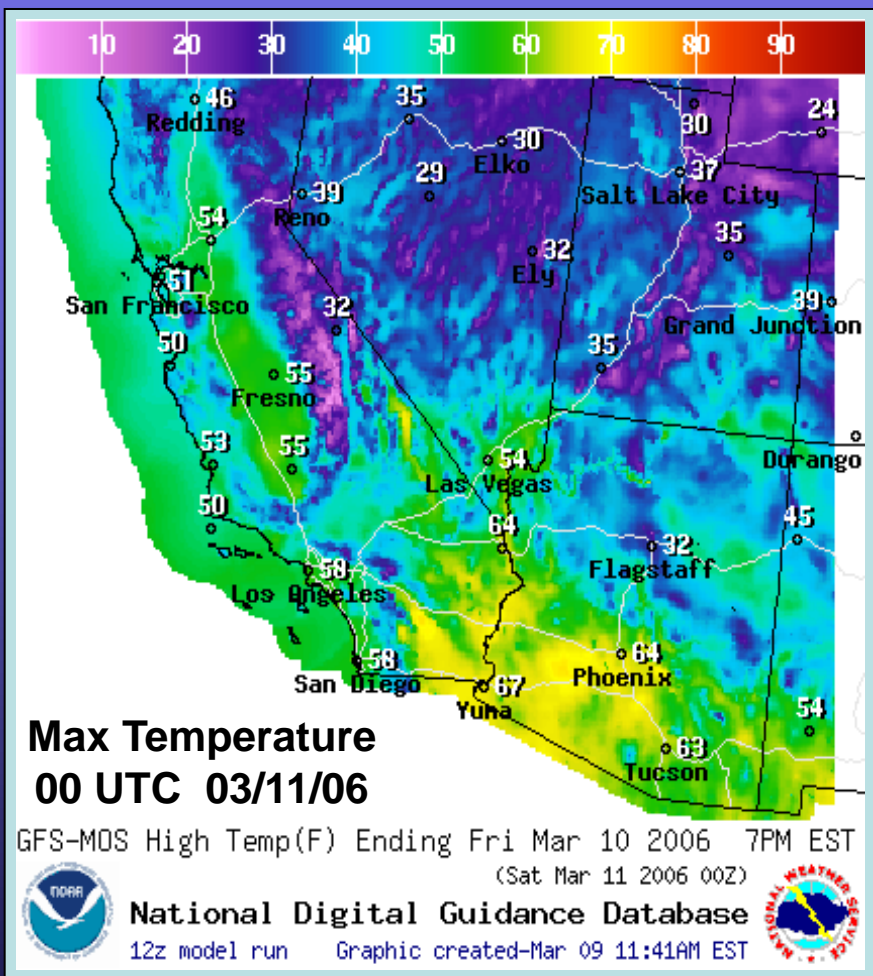 10 20 30 40 50 60 70 80 90
46
Redding
35
30
Elko
30
24
29
37
Salt Lake City
39
Reno
54
32
Ely
35
51
San Francisco
32
39
Grand Junction
50
35
55
Fresno
53
55
54
Las Vegas
Durango
50
64
45
32
Flagstaff
58
Los Angeles
58
San Diego
64
Phoenix
67
Yuma
54
63
Tucson
Max Temperature
00 UTC 03/11/06
GFS-MOS High Temp(F) Ending Fri Mar 10 2006 7PM EST
(Sat Mar 11 2006 00Z)
NOAA
National Digital Guidance Database
12z model run Graphic created-Mar 09 11:41AM EST
NATIONAL WEATHER SERVICE